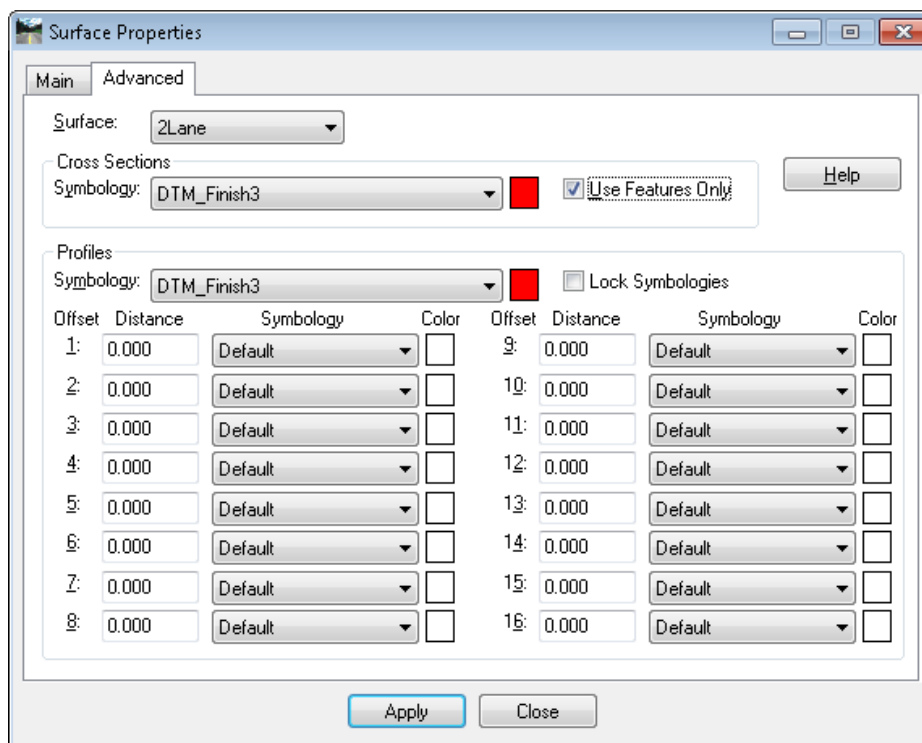 Surface Properties
Main Advanced
Surface: 2Lane
Cross Sections
Symbology: DTM_Finish3 Use Features Only Help
Profiles
Symbology: DTM_Finish3 Lock Symbologies
Offset Distance Symbology Color Offset Distance Symbology Color
1: 0.000 Default 9: 0.000 Default
2: 0.000 Default 10: 0.000 Default
3: 0.000 Default 11: 0.000 Default
4: 0.000 Default 12: 0.000 Default
5: 0.000 Default 13: 0.000 Default
6: 0.000 Default 14: 0.000 Default
7: 0.000 Default 15: 0.000 Default
8: 0.000 Default 16: 0.000 Default
Apply Close